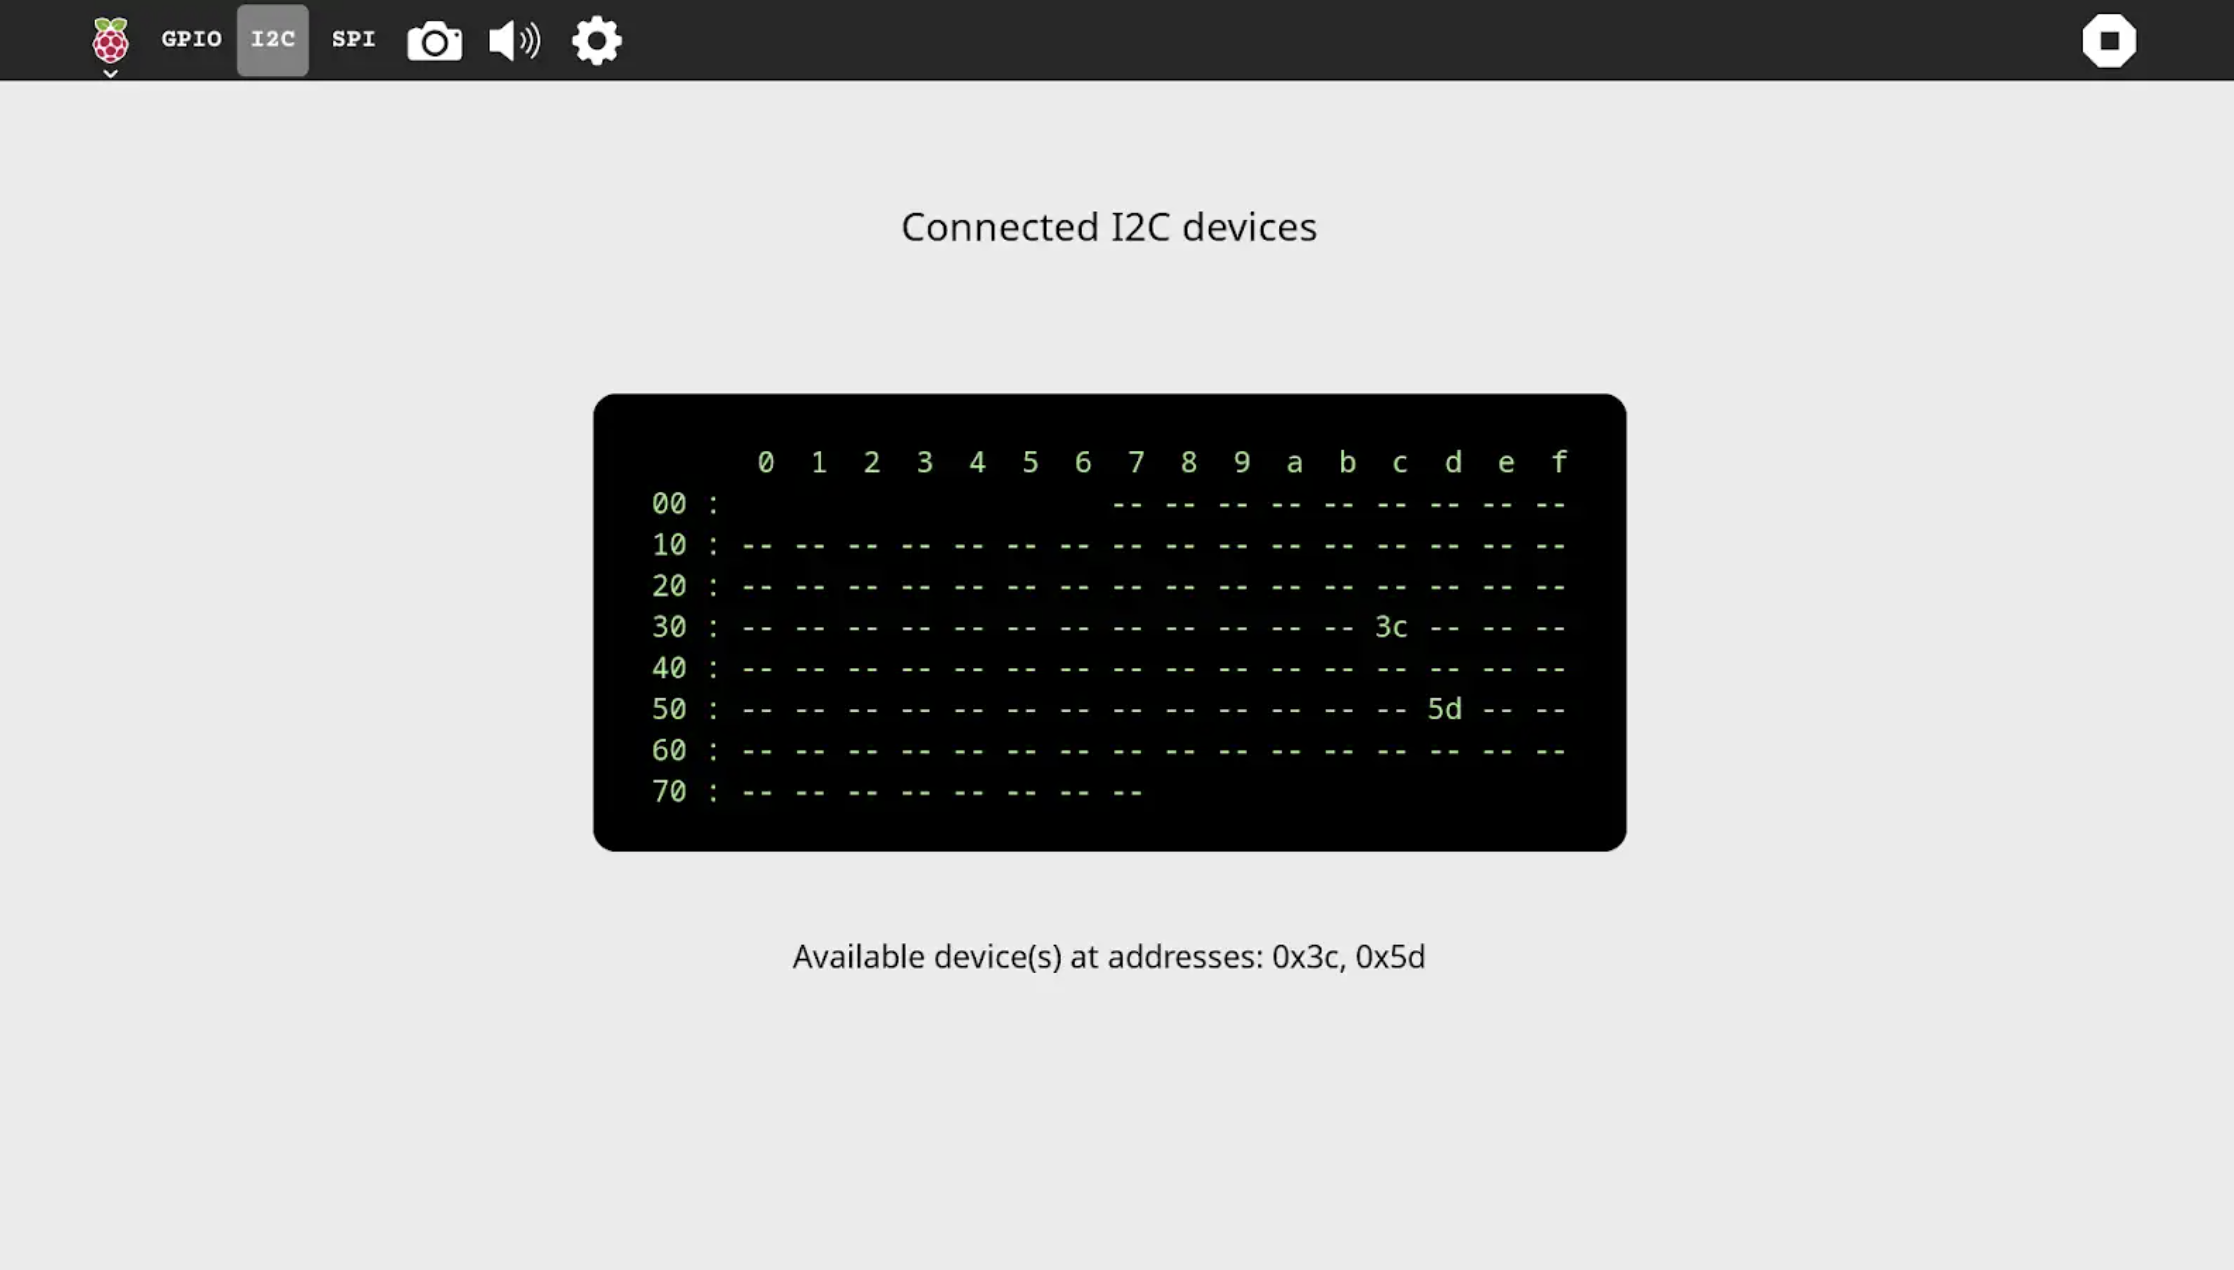 GPIO I2C SPI
Connected I2C devices
0 1 2 3 4 5 6 7 8 9 a b c d e f
00 : -- -- -- -- -- -- -- -- --
10 : -- -- -- -- -- -- -- -- -- -- -- -- -- -- -- --
20 : -- -- -- -- -- -- -- -- -- -- -- -- -- -- -- --
30 : -- -- -- -- -- -- -- -- -- -- -- -- 3c -- -- --
40 : -- -- -- -- -- -- -- -- -- -- -- -- -- -- -- --
50 : -- -- -- -- -- -- -- -- -- -- -- -- -- 5d -- --
60 : -- -- -- -- -- -- -- -- -- -- -- -- -- -- -- --
70 : -- -- -- -- -- -- -- --
Available device(s) at addresses: 0x3c, 0x5d